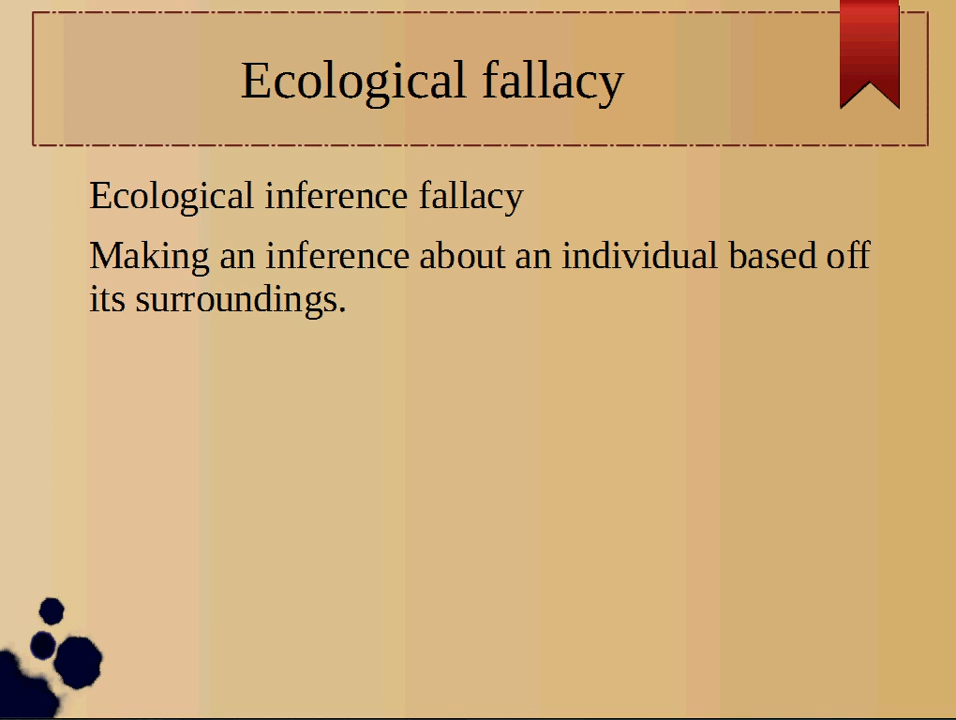 Ecological fallacy
Ecological inference fallacy
Making an inference about an individual based off
its surroundings.